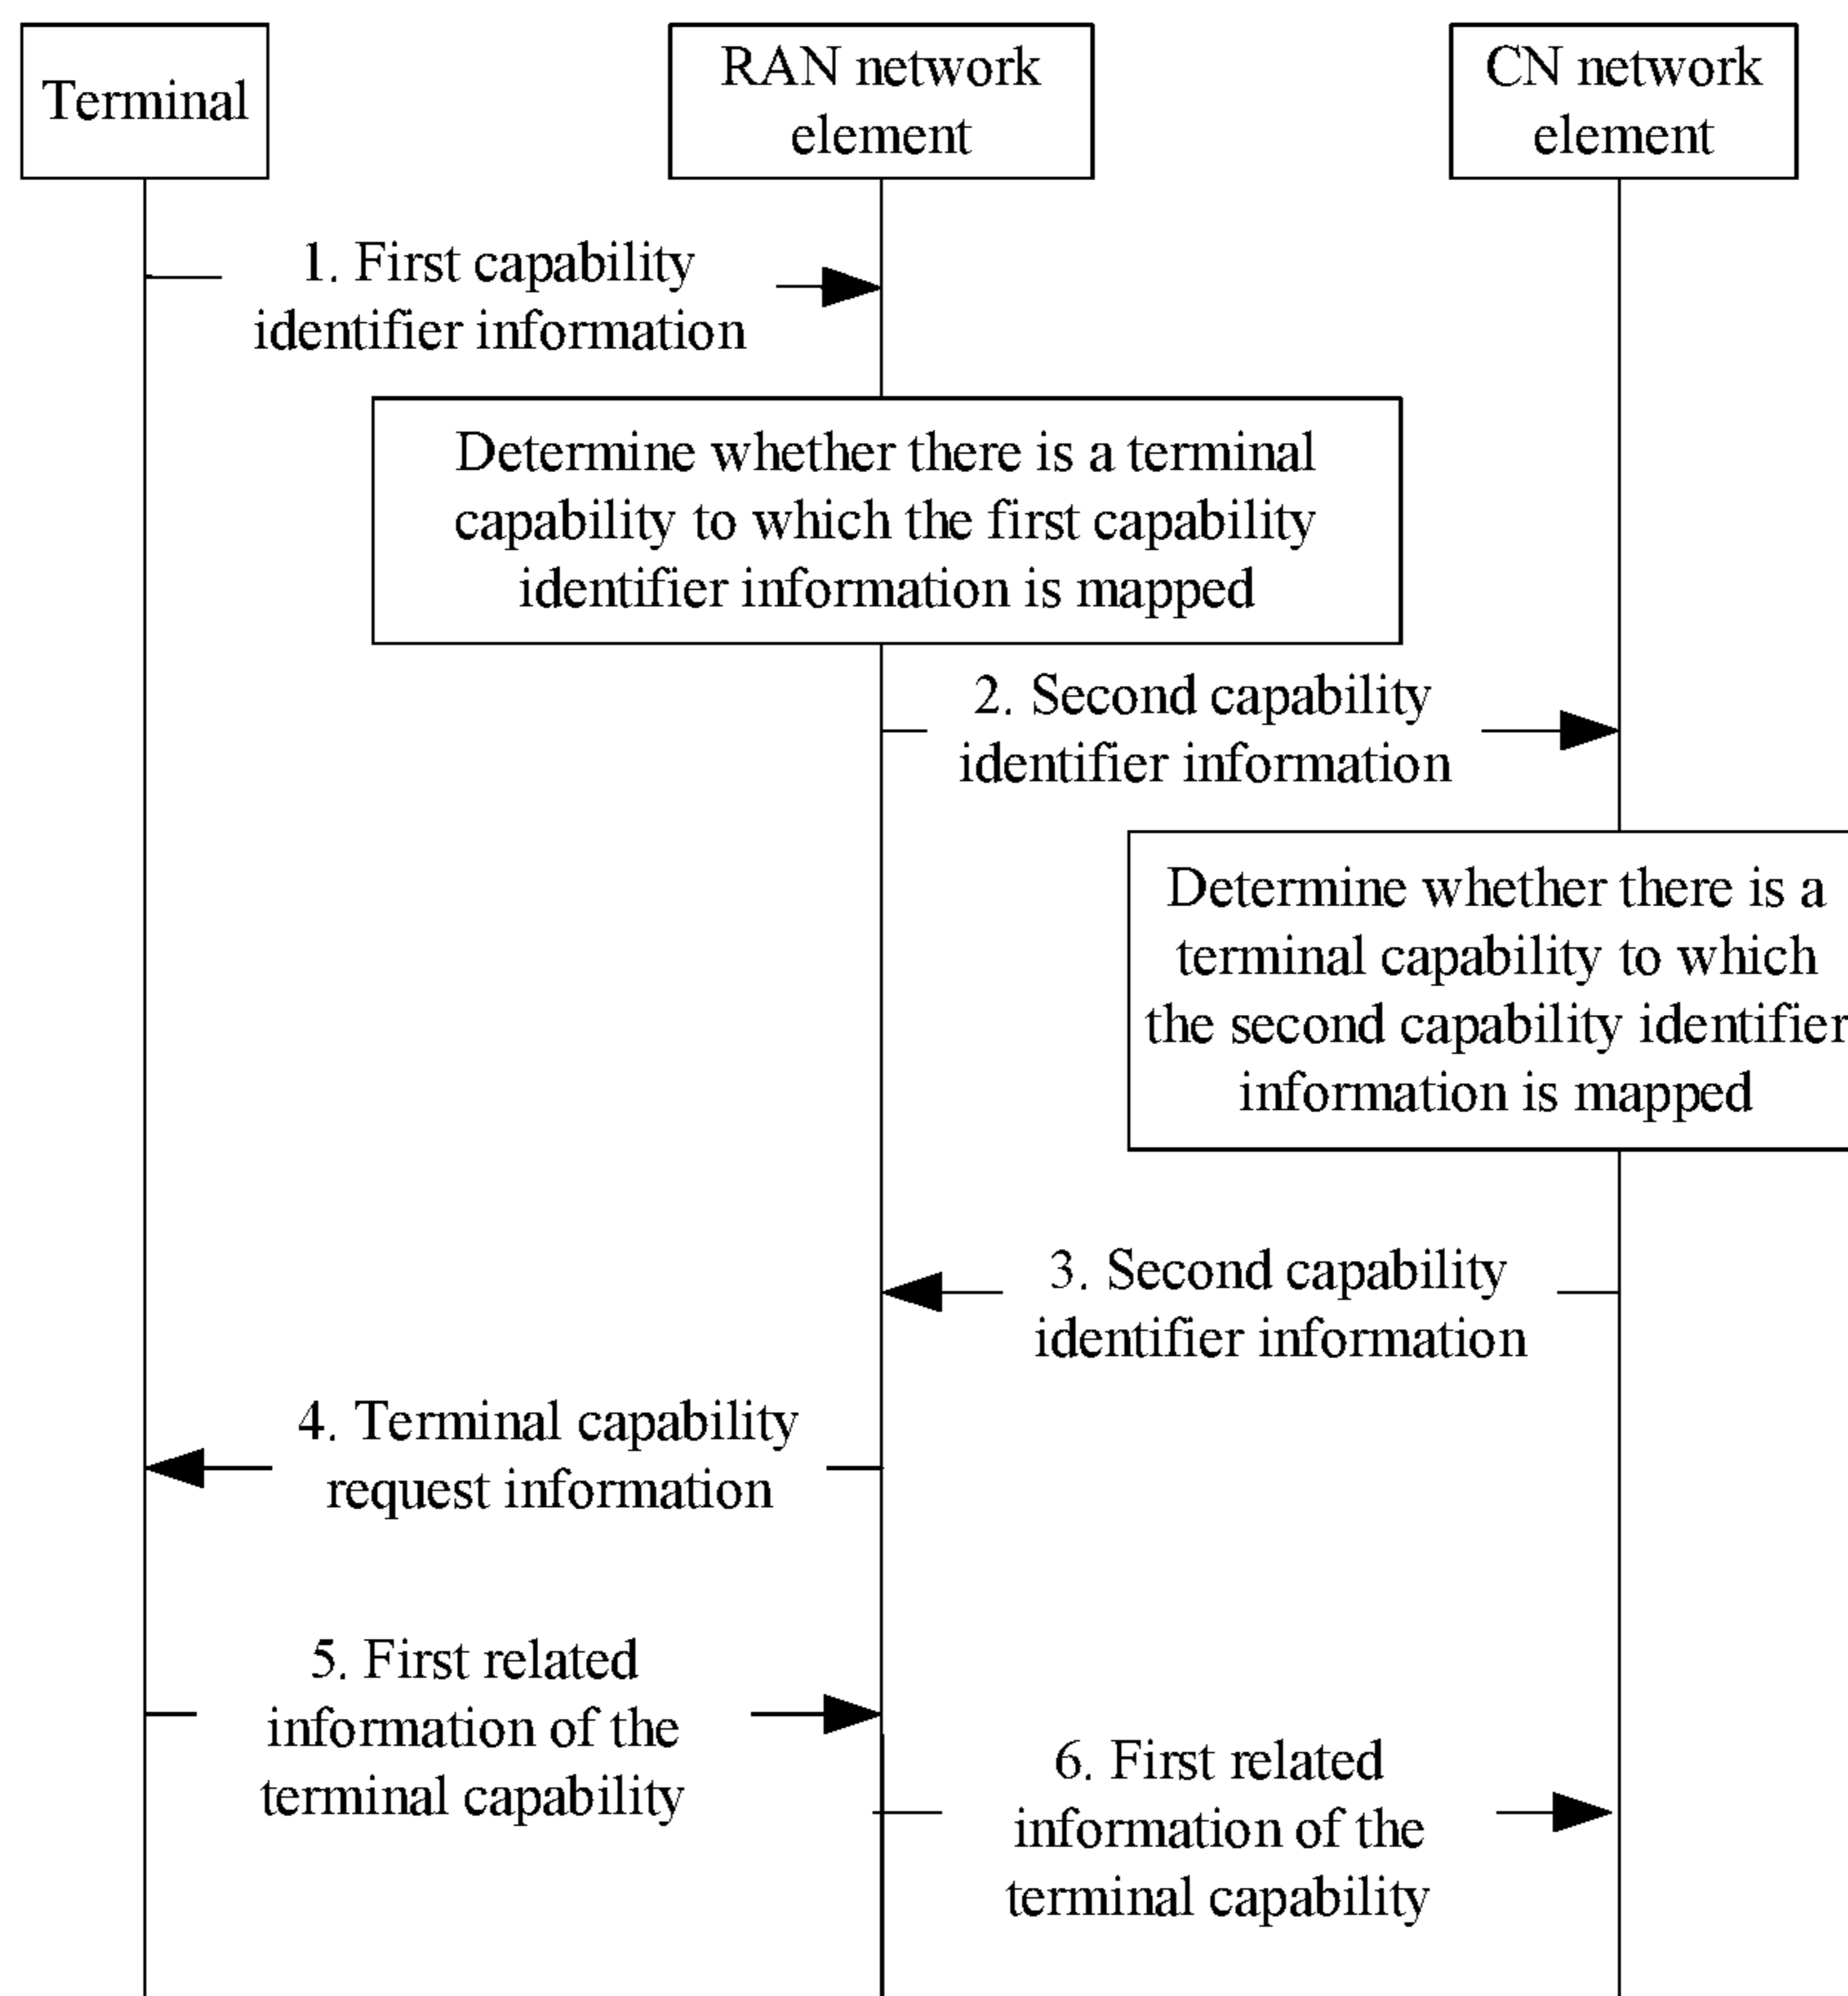 Terminal
RAN network
element
CN network
element
1. First capability
identifier information
Determine whether there is a terminal
capability to which the first capability
identifier information is mapped
2. Second capability
identifier information
Determine whether there is a
terminal capability to which
the second capability identifier
information is mapped
3. Second capability
identifier information
4. Terminal capability
request information
5. First related
information of the
terminal capability
6. First related
information of the
terminal capability